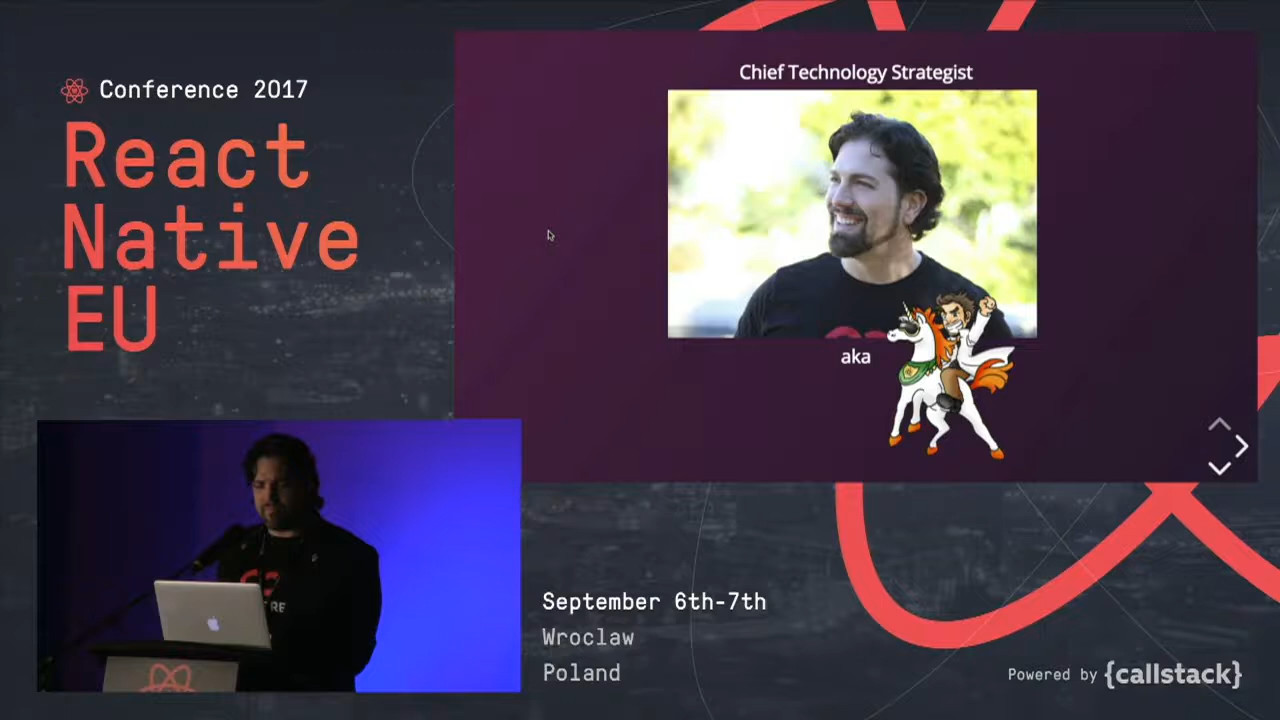 Conference 2017
React
Native
EU
Chief Technology Strategist
aka
September 6th-7th
Wroclaw
Poland
Powered by {callstack}